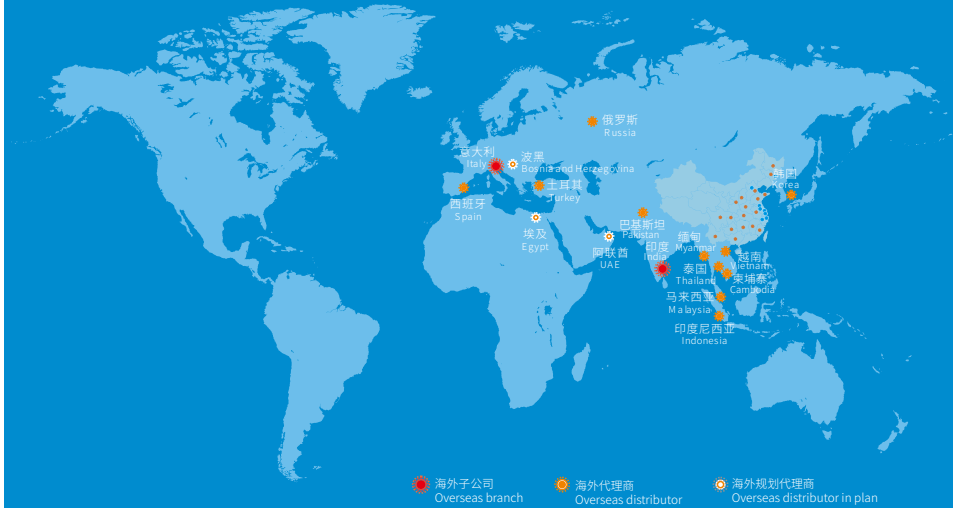 俄罗斯
Russia
意大利
Italy
波黑
Bosnia and Herzegovina
韩国
Korea
土耳其
Turkey
西班牙
Spain
巴基斯坦
Pakistan
埃及
Egypt
缅甸
Myanmar
印度
India
阿联酋
UAE
越南
Vietnam
泰国
Thailand
柬埔寨
Cambodia
马来西亚
Malaysia
印度尼西亚
Indonesia
海外子公司
Overseas branch
海外代理商
Overseas distributor
海外规划代理商
Overseas distributor in plan